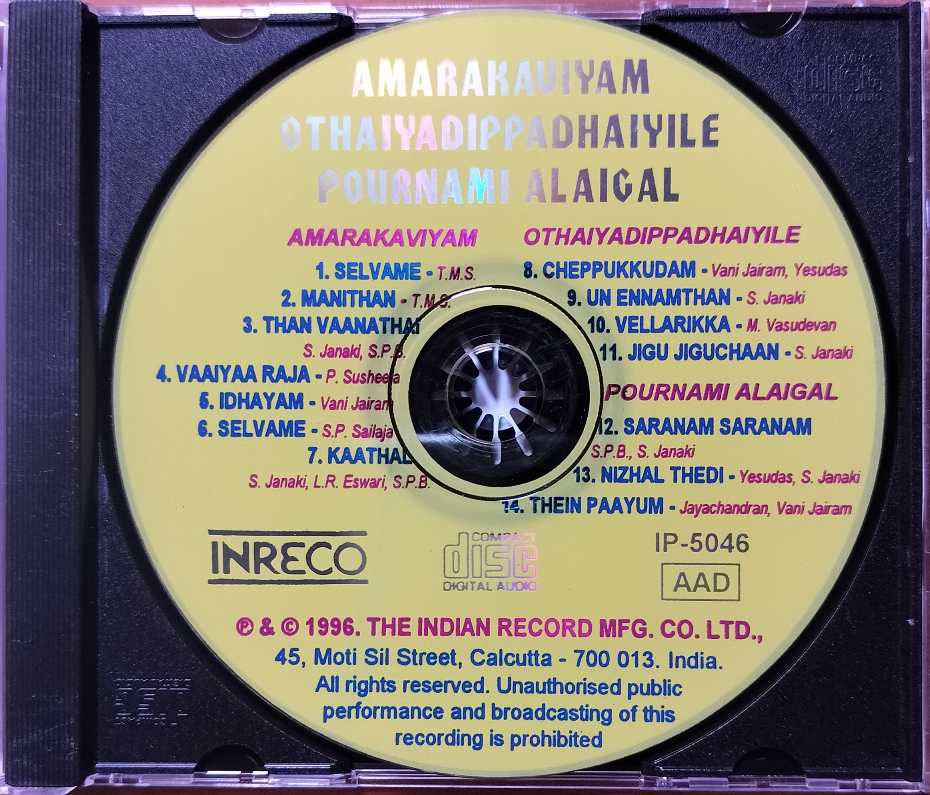 AMARAKAVIYAM
OTHAIYADIPPADHAIYILE
POURNAMI ALAIGAL
AMARAKAVIYAM
1. SELVAME - T.M.S.
2. MANITHAN - T.M.S.
3. THAN VAANATHAI
S. Janaki, S.P.B.
4. VAAIYAA RAJA - P. Susheela
5. IDHAYAM - Vani Jairam
6. SELVAME - S.P. Sailaja
7. KAATHAL
S. Janaki, L.R. Eswari, S.P.B.
OTHAIYADIPPADHAIYILE
8. CHEPPUKKUDAM - Vani Jairam, Yesudas
9. UN ENNAMTHAN - S. Janaki
10. VELLARIKKA - M. Vasudevan
11. JIGU JIGUCHAAN - S. Janaki
POURNAMI ALAIGAL
12. SARANAM SARANAM
S.P.B., S. Janaki
13. NIZHAL THEDI - Yesudas, S. Janaki
14. THEIN PAAYUM - Jayachandran, Vani Jairam
INRECO
COMPACT
disc
DIGITAL AUDIO
IP-5046
AAD
℗ & © 1996. THE INDIAN RECORD MFG. CO. LTD.,
45, Moti Sil Street, Calcutta - 700 013. India.
All rights reserved. Unauthorised public
performance and broadcasting of this
recording is prohibited
disc
DIGITAL AUDIO